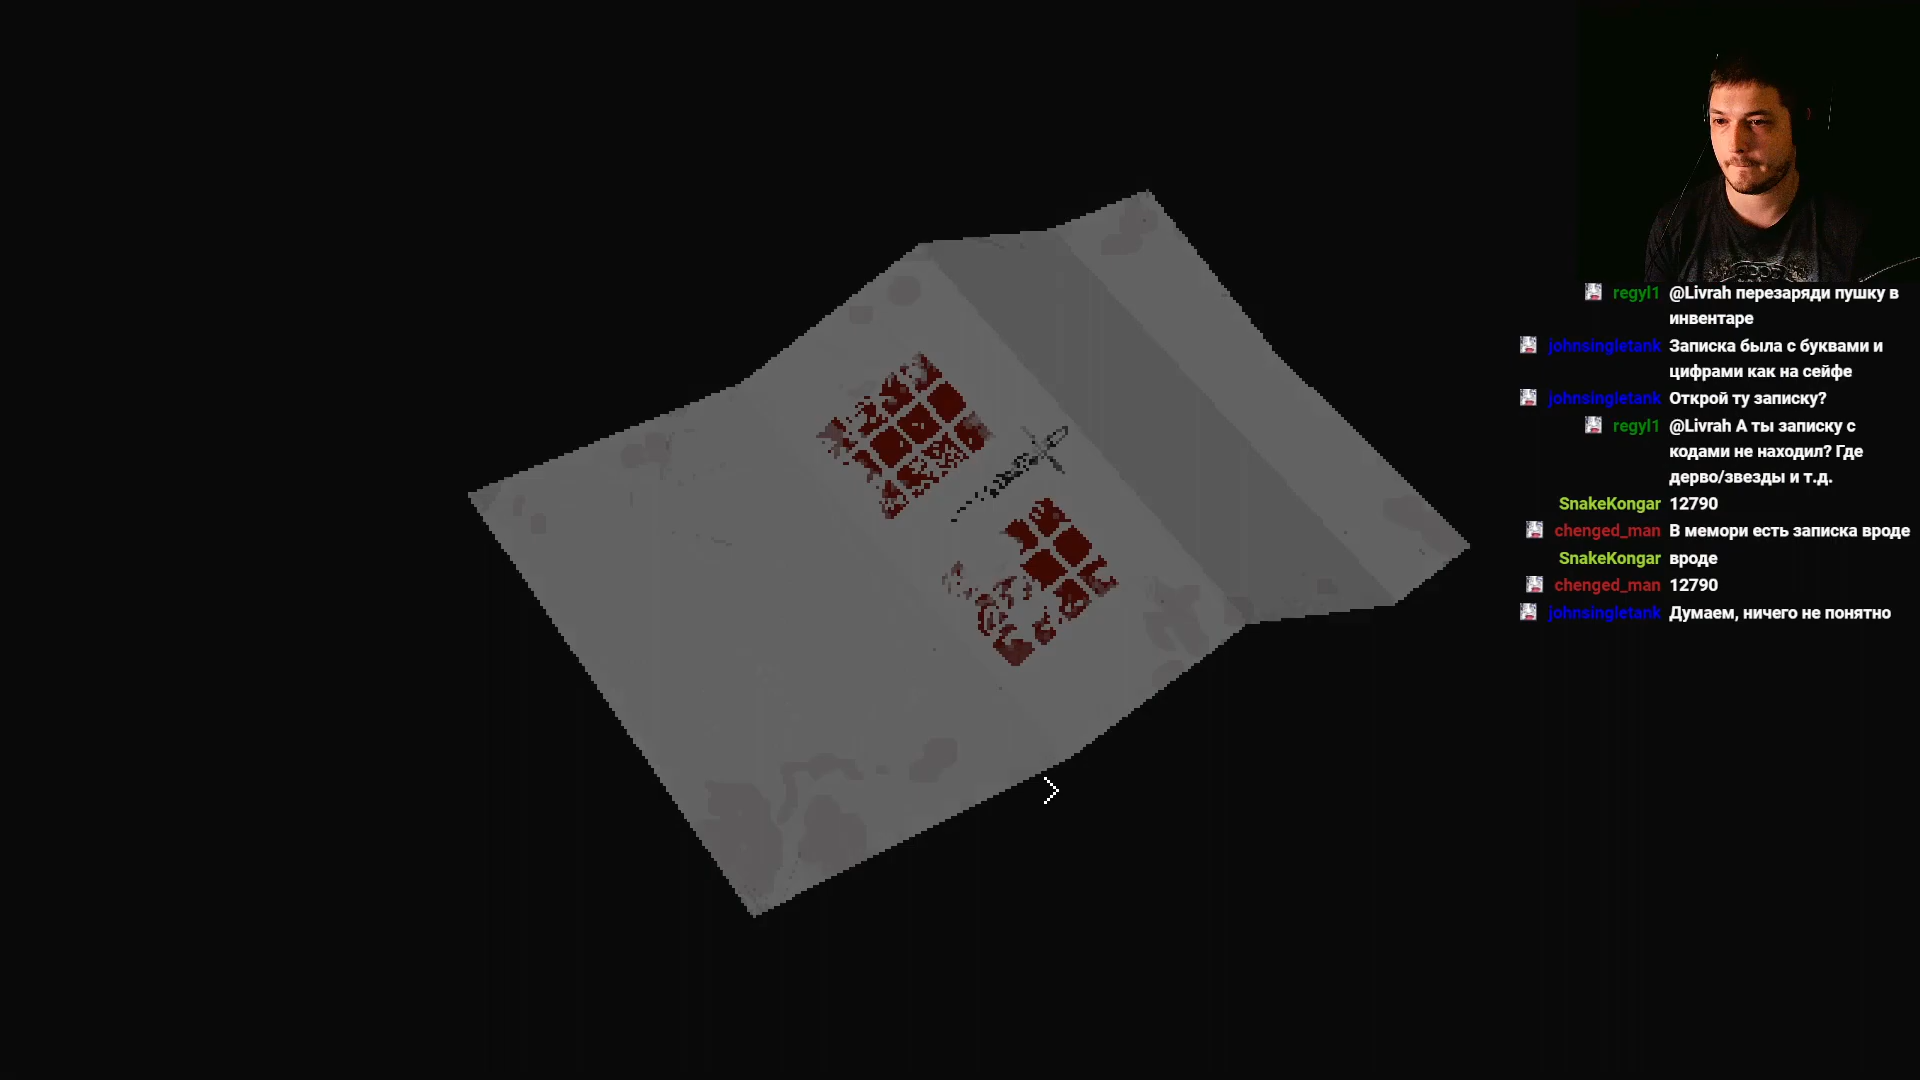 regyl1 @Livrah перезаряди пушку в
инвентаре
johnsingletank Записка была с буквами и
цифрами как на сейфе
johnsingletank Открой ту записку?
regyl1 @Livrah А ты записку с
кодами не находил? Где
дерво/звезды и т.д.
SnakeKongar 12790
chenged_man В мемори есть записка вроде
SnakeKongar вроде
chenged_man 12790
johnsingletank Думаем, ничего не понятно